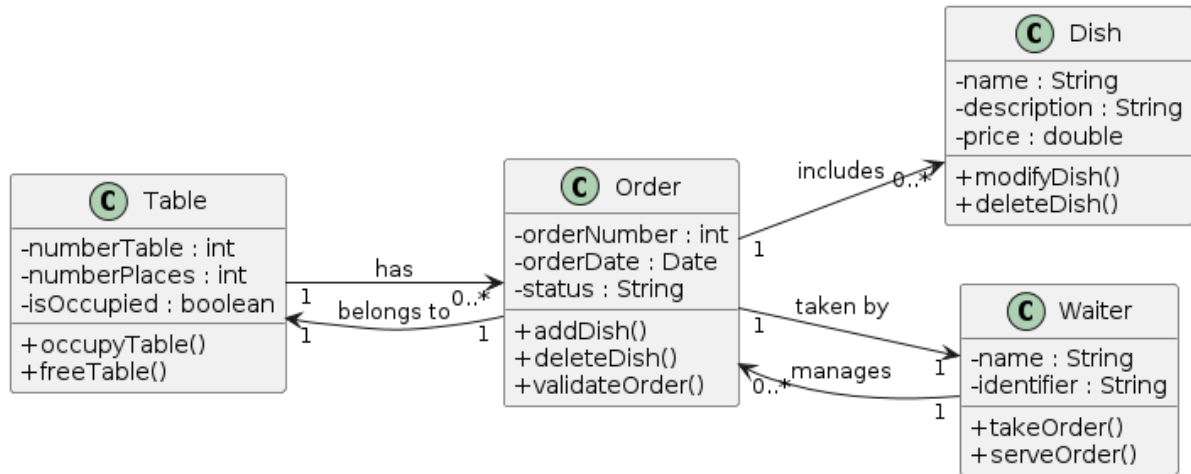 C Table
-numberTable : int
-numberPlaces : int
-isOccupied : boolean
+occupyTable()
+freeTable()
has
1
0..*
belongs to
1
1
C Order
-orderNumber : int
-orderDate : Date
-status : String
+addDish()
+deleteDish()
+validateOrder()
includes
0..*
1
taken by
1
1
manages
0..*
1
C Dish
-name : String
-description : String
-price : double
+modifyDish()
+deleteDish()
C Waiter
-name : String
-identifier : String
+takeOrder()
+serveOrder()